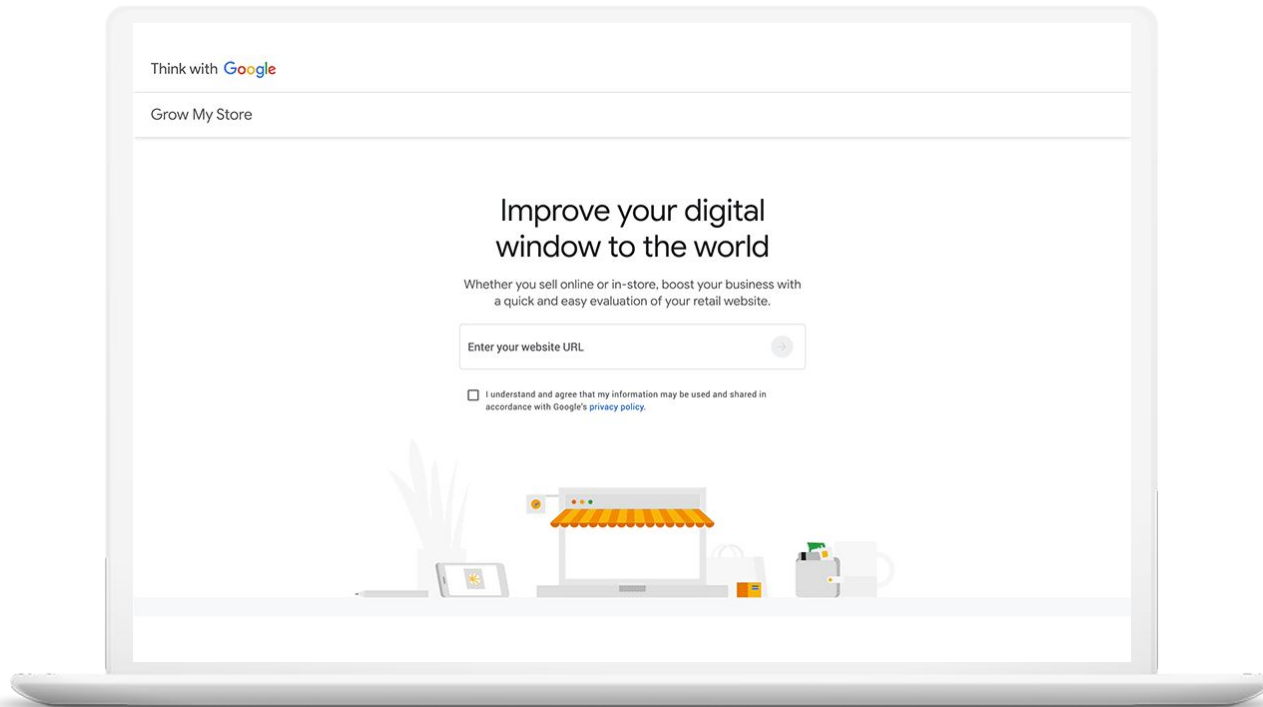 Think with Google
Grow My Store
Improve your digital
window to the world
Whether you sell online or in-store, boost your business with
a quick and easy evaluation of your retail website.
Enter your website URL
I understand and agree that my information may be used and shared in
accordance with Google's privacy policy.